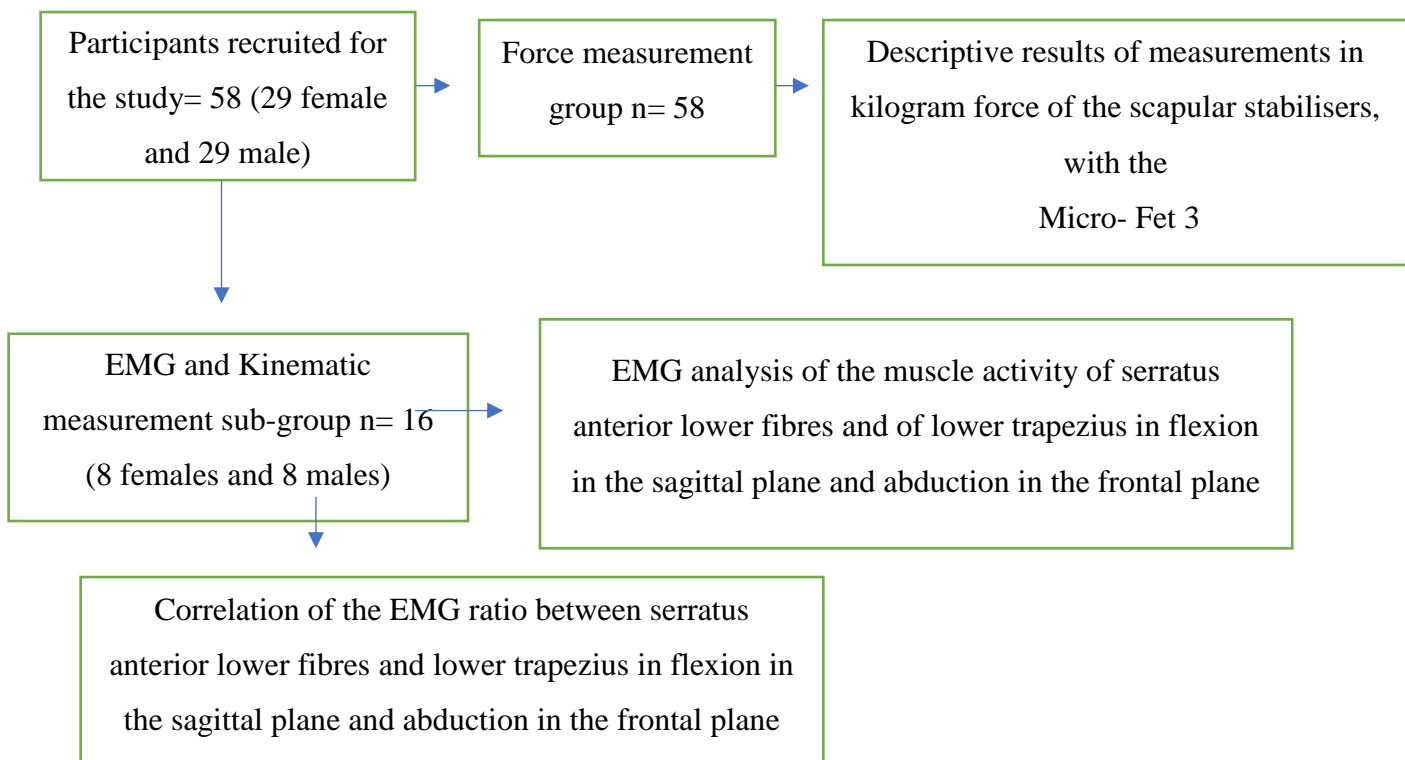 Participants recruited for
the study= 58 (29 female
and 29 male)
Force measurement
group n= 58
Descriptive results of measurements in
kilogram force of the scapular stabilisers,
with the
Micro- Fet 3
EMG and Kinematic
measurement sub-group n= 16
(8 females and 8 males)
EMG analysis of the muscle activity of serratus
anterior lower fibres and of lower trapezius in flexion
in the sagittal plane and abduction in the frontal plane
Correlation of the EMG ratio between serratus
anterior lower fibres and lower trapezius in flexion in
the sagittal plane and abduction in the frontal plane